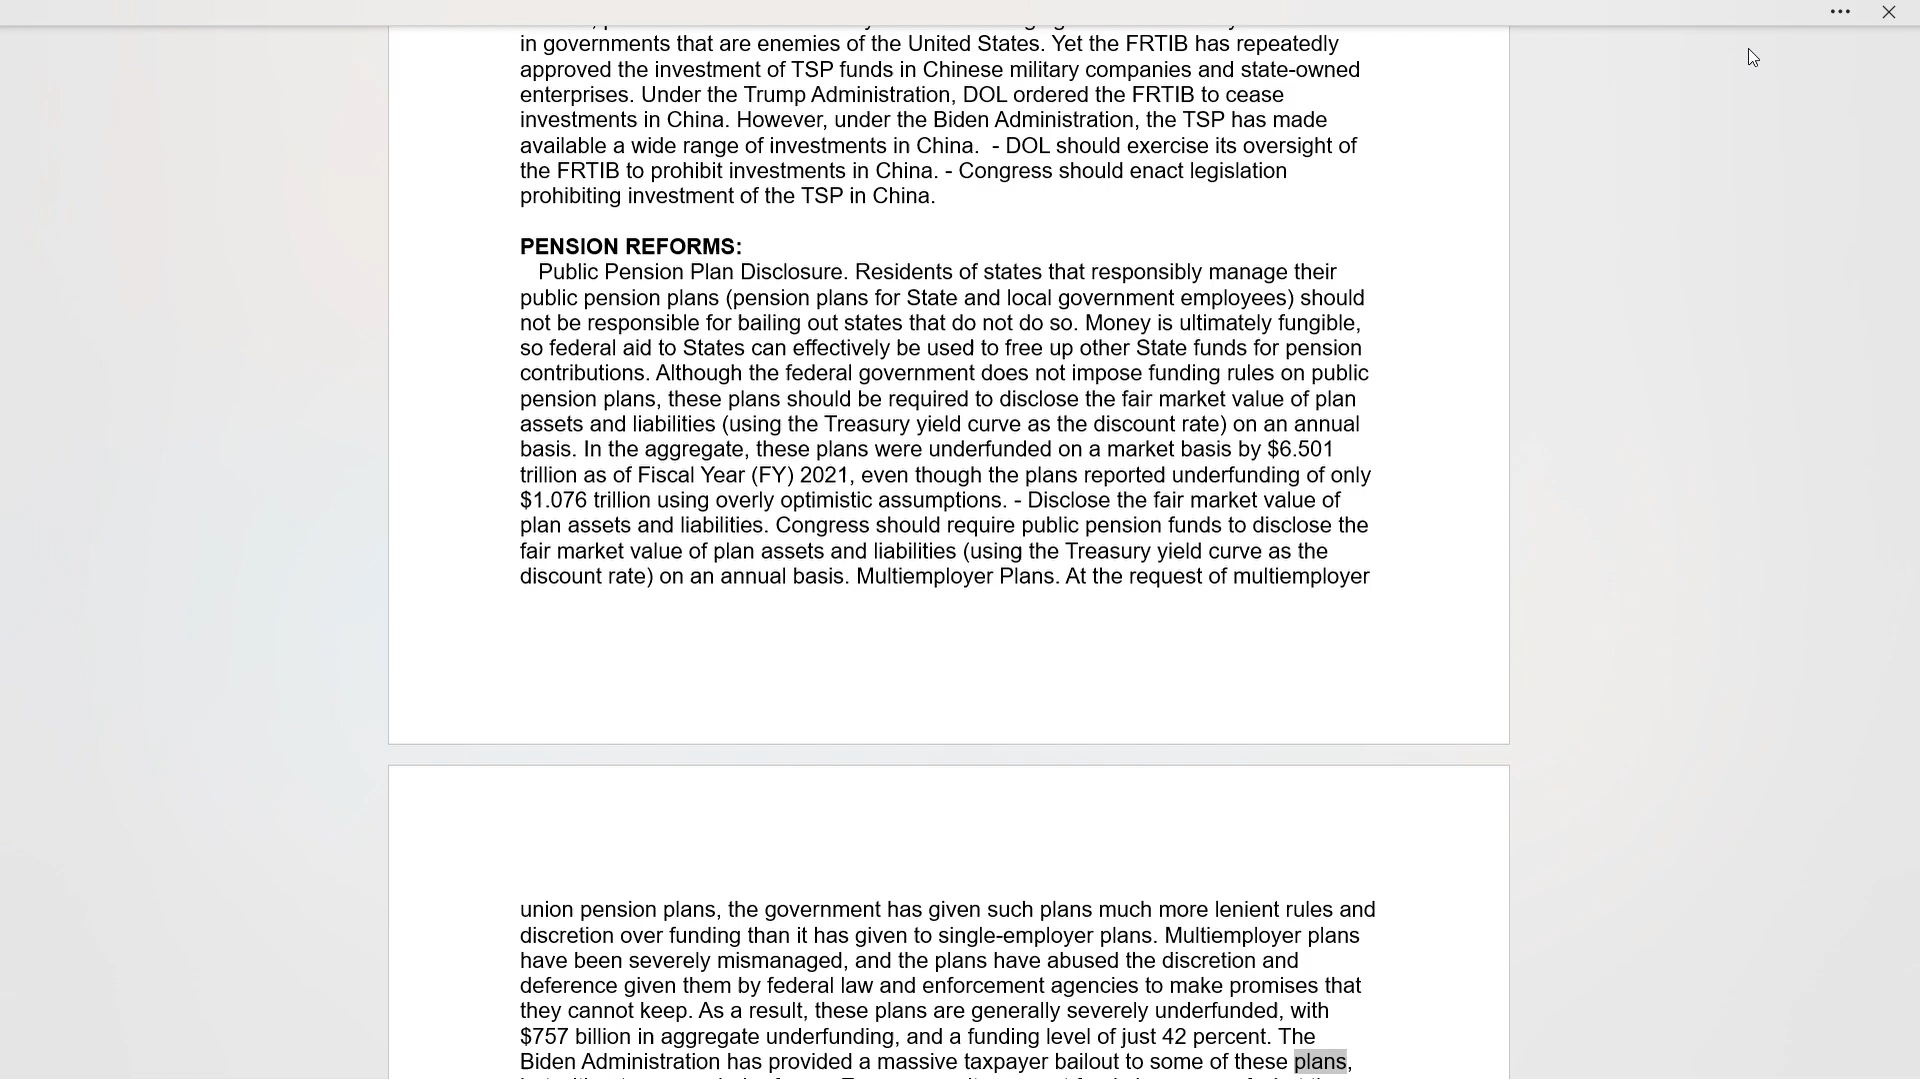 in governments that are enemies of the United States. Yet the FRTIB has repeatedly
approved the investment of TSP funds in Chinese military companies and state-owned
enterprises. Under the Trump Administration, DOL ordered the FRTIB to cease
investments in China. However, under the Biden Administration, the TSP has made
available a wide range of investments in China.  - DOL should exercise its oversight of
the FRTIB to prohibit investments in China. - Congress should enact legislation
prohibiting investment of the TSP in China.
PENSION REFORMS:
Public Pension Plan Disclosure. Residents of states that responsibly manage their
public pension plans (pension plans for State and local government employees) should
not be responsible for bailing out states that do not do so. Money is ultimately fungible,
so federal aid to States can effectively be used to free up other State funds for pension
contributions. Although the federal government does not impose funding rules on public
pension plans, these plans should be required to disclose the fair market value of plan
assets and liabilities (using the Treasury yield curve as the discount rate) on an annual
basis. In the aggregate, these plans were underfunded on a market basis by $6.501
trillion as of Fiscal Year (FY) 2021, even though the plans reported underfunding of only
$1.076 trillion using overly optimistic assumptions. - Disclose the fair market value of
plan assets and liabilities. Congress should require public pension funds to disclose the
fair market value of plan assets and liabilities (using the Treasury yield curve as the
discount rate) on an annual basis. Multiemployer Plans. At the request of multiemployer
union pension plans, the government has given such plans much more lenient rules and
discretion over funding than it has given to single-employer plans. Multiemployer plans
have been severely mismanaged, and the plans have abused the discretion and
deference given them by federal law and enforcement agencies to make promises that
they cannot keep. As a result, these plans are generally severely underfunded, with
$757 billion in aggregate underfunding, and a funding level of just 42 percent. The
Biden Administration has provided a massive taxpayer bailout to some of these plans,